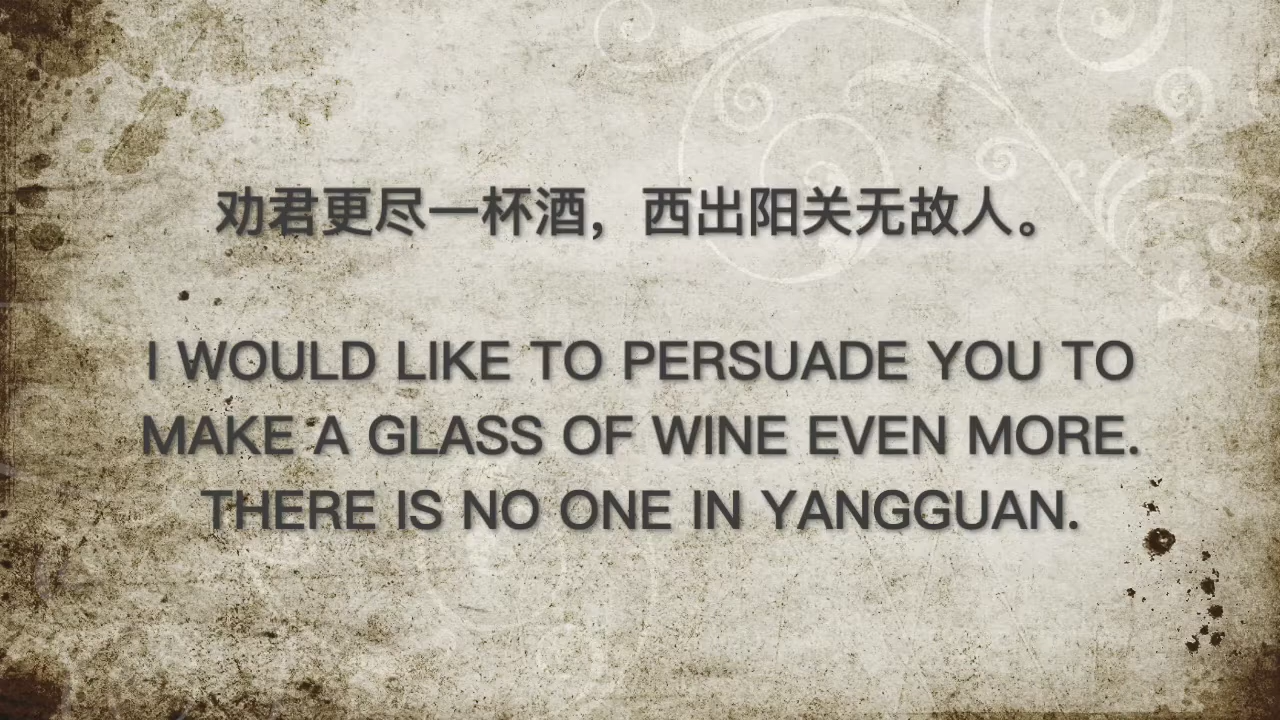 劝君更尽一杯酒，西出阳关无故人。
I WOULD LIKE TO PERSUADE YOU TO
MAKE A GLASS OF WINE EVEN MORE.
THERE IS NO ONE IN YANGGUAN.